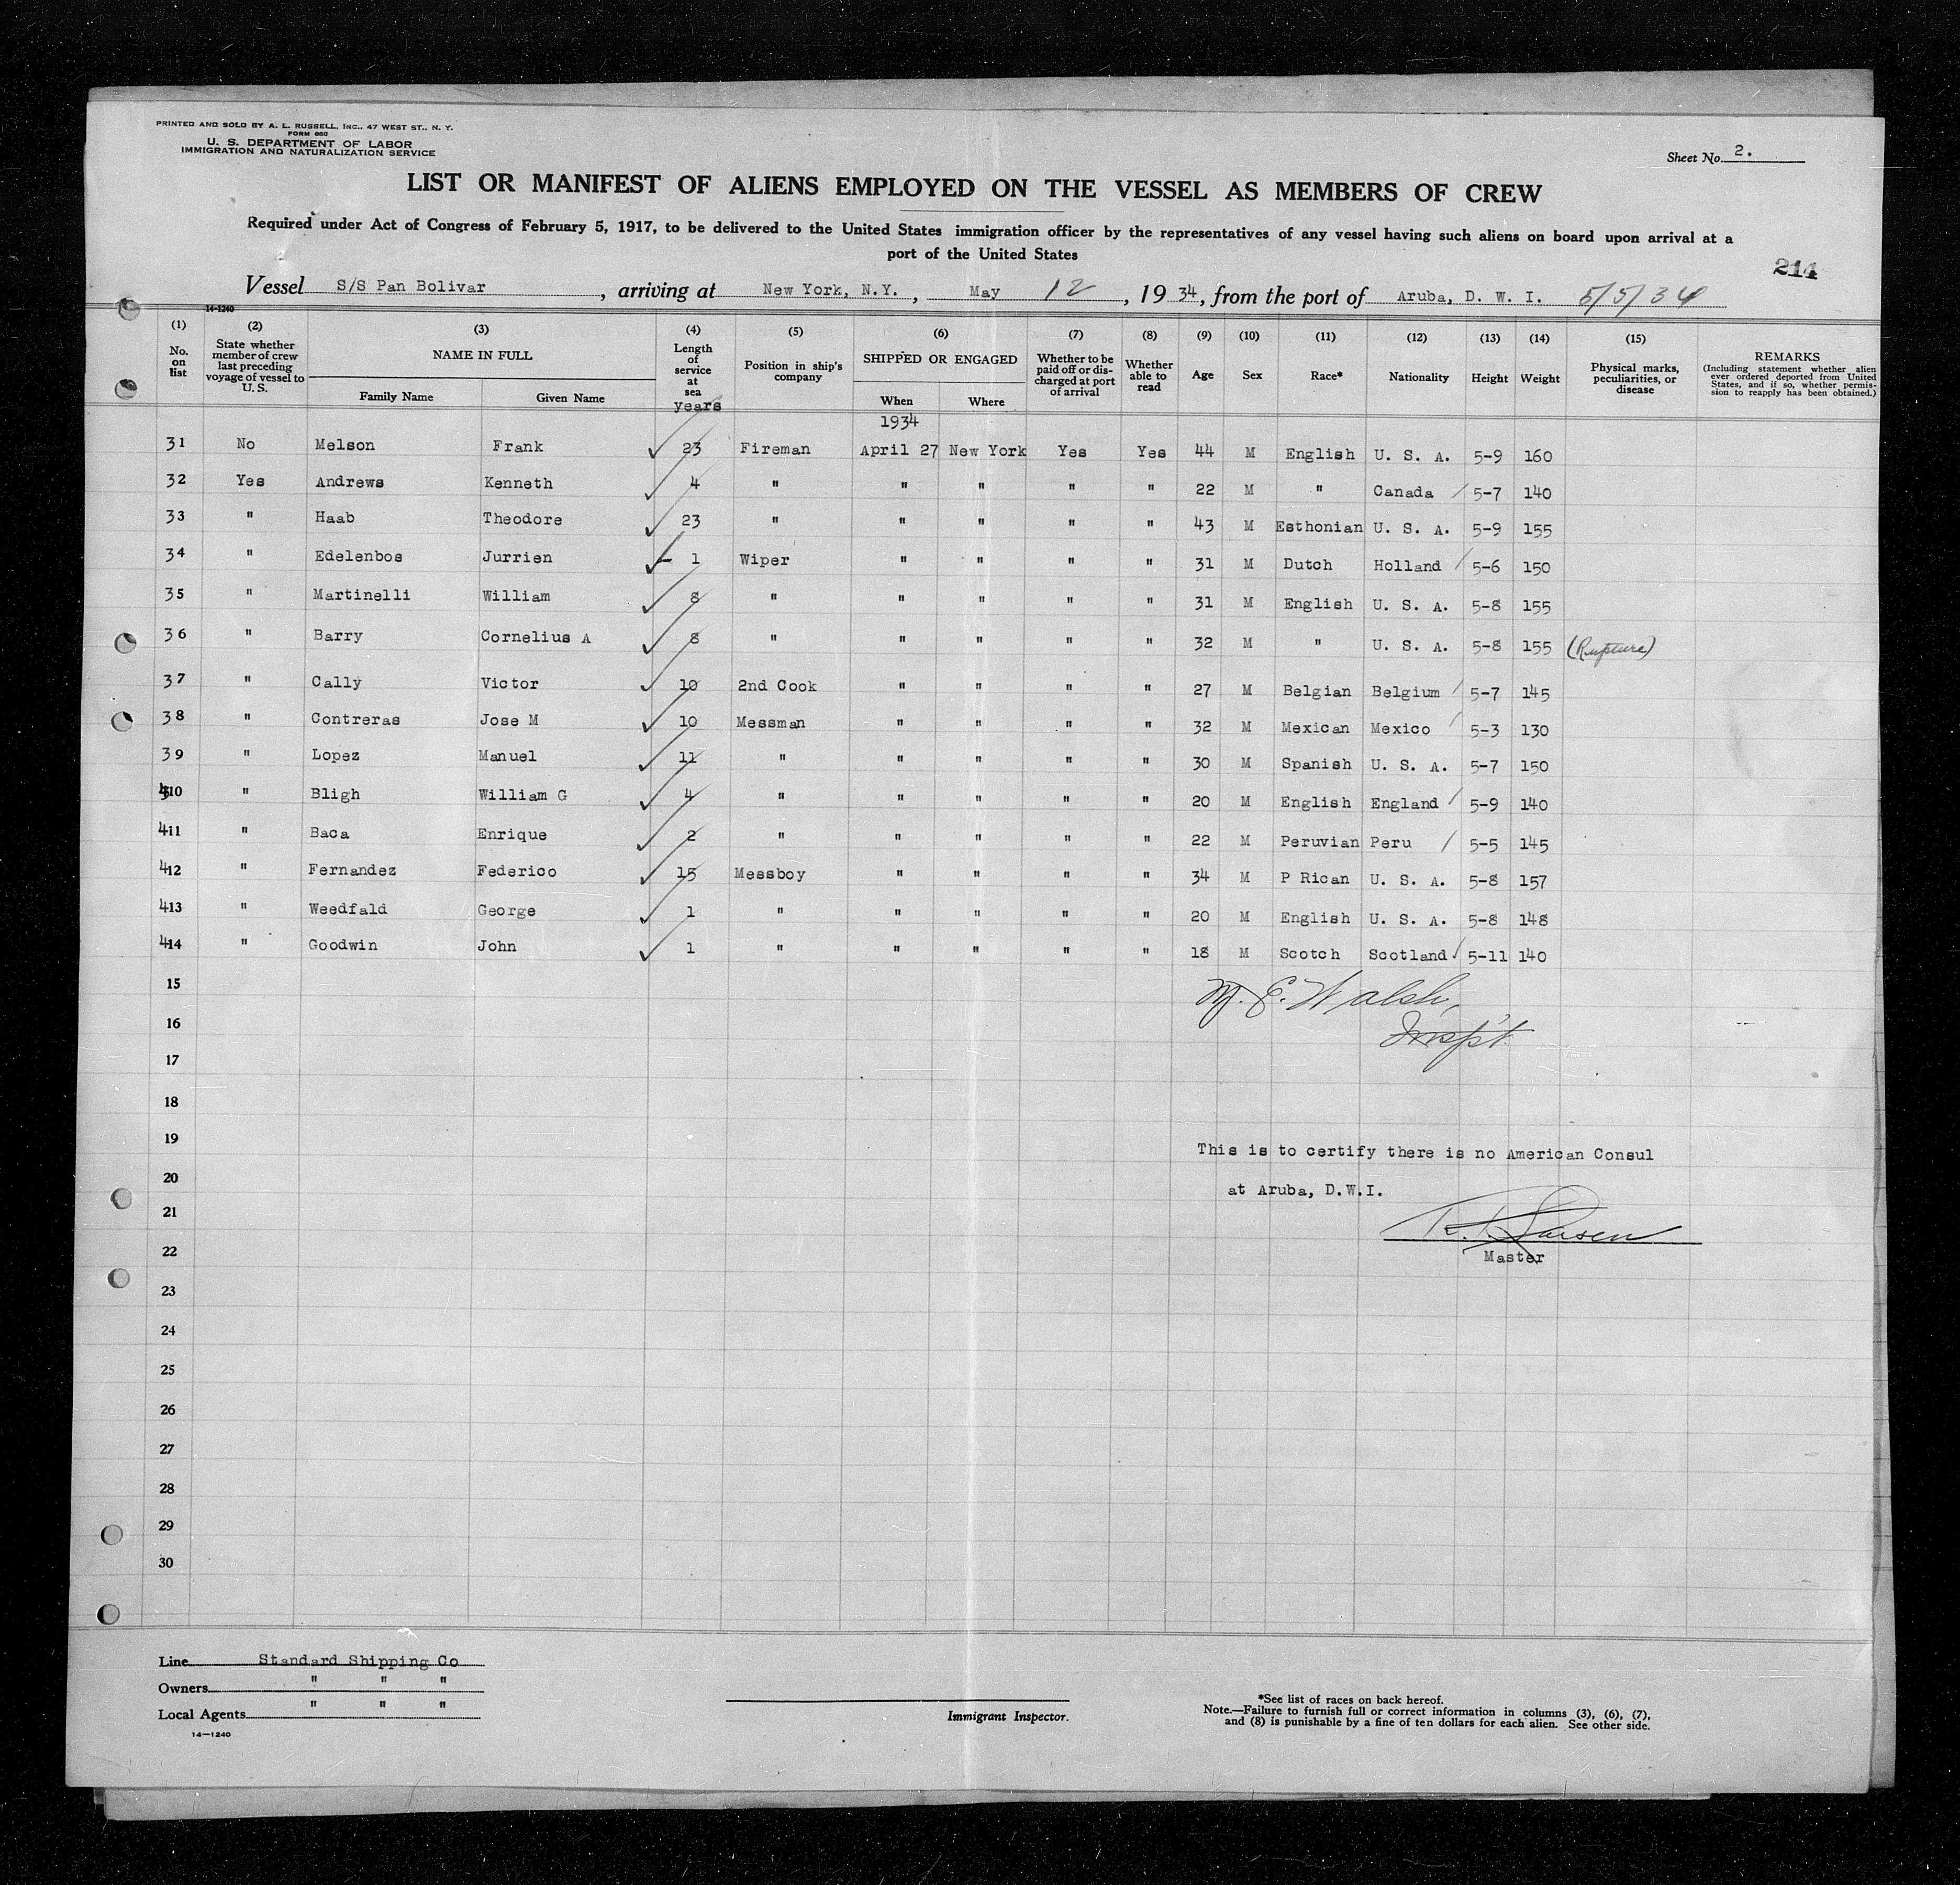 PRINTED AND SOLD BY A. L. RUSSELL, INC., 47 WEST ST., N. Y.
FORM 680
U. S. DEPARTMENT OF LABOR
IMMIGRATION AND NATURALIZATION SERVICE
Sheet No. 2.
LIST OR MANIFEST OF ALIENS EMPLOYED ON THE VESSEL AS MEMBERS OF CREW
Required under Act of Congress of February 5, 1917, to be delivered to the United States immigration officer by the representatives of any vessel having such aliens on board upon arrival at a
port of the United States
214
Vessel S/S Pan Bolivar, arriving at New York, N.Y., May 12, 1934, from the port of Aruba, D. W. I. 5/5/34
14-1240
(1) No. on list (2) State whether member of crew last preceding voyage of vessel to U. S. (3) NAME IN FULL Family Name Given Name (4) Length of service at sea years (5) Position in ship's company (6) SHIPPED OR ENGAGED When Where (7) Whether to be paid off or discharged at port of arrival (8) Whether able to read (9) Age (10) Sex (11) Race* (12) Nationality (13) Height (14) Weight (15) Physical marks, peculiarities, or disease REMARKS (Including statement whether alien ever ordered deported from United States, and if so, whether permission to reapply has been obtained.)
1934
31 No Melson Frank 23 Fireman April 27 New York Yes Yes 44 M English U. S. A. 5-9 160
32 Yes Andrews Kenneth 4 " " " " " 22 M " Canada 5-7 140
33 " Haab Theodore 23 " " " " " 43 M Esthonian U. S. A. 5-9 155
34 " Edelenbos Jurrien 1 Wiper " " " " 31 M Dutch Holland 5-6 150
35 " Martinelli William 8 " " " " " 31 M English U. S. A. 5-8 155
36 " Barry Cornelius A 8 " " " " " 32 M " U. S. A. 5-8 155 (Rupture)
37 " Cally Victor 10 2nd Cook " " " " 27 M Belgian Belgium 5-7 145
38 " Contreras Jose M 10 Messman " " " " 32 M Mexican Mexico 5-3 130
39 " Lopez Manuel 11 " " " " " 30 M Spanish U. S. A. 5-7 150
410 " Bligh William G 4 " " " " " 20 M English England 5-9 140
411 " Baca Enrique 2 " " " " " 22 M Peruvian Peru 5-5 145
412 " Fernandez Federico 15 Messboy " " " " 34 M P Rican U. S. A. 5-8 157
413 " Weedfald George 1 " " " " " 20 M English U. S. A. 5-8 148
414 " Goodwin John 1 " " " " " 18 M Scotch Scotland 5-11 140
15
M. E. Walsh,
16
Insp't.
17
18
19
This is to certify there is no American Consul
20
at Aruba, D.W.I.
21
Larsen
22
Master
23
24
25
26
27
28
29
30
Line Standard Shipping Co
Owners " " "
Local Agents " " "
14—1240
Immigrant Inspector.
*See list of races on back hereof.
Note.—Failure to furnish full or correct information in columns (3), (6), (7),
and (8) is punishable by a fine of ten dollars for each alien. See other side.